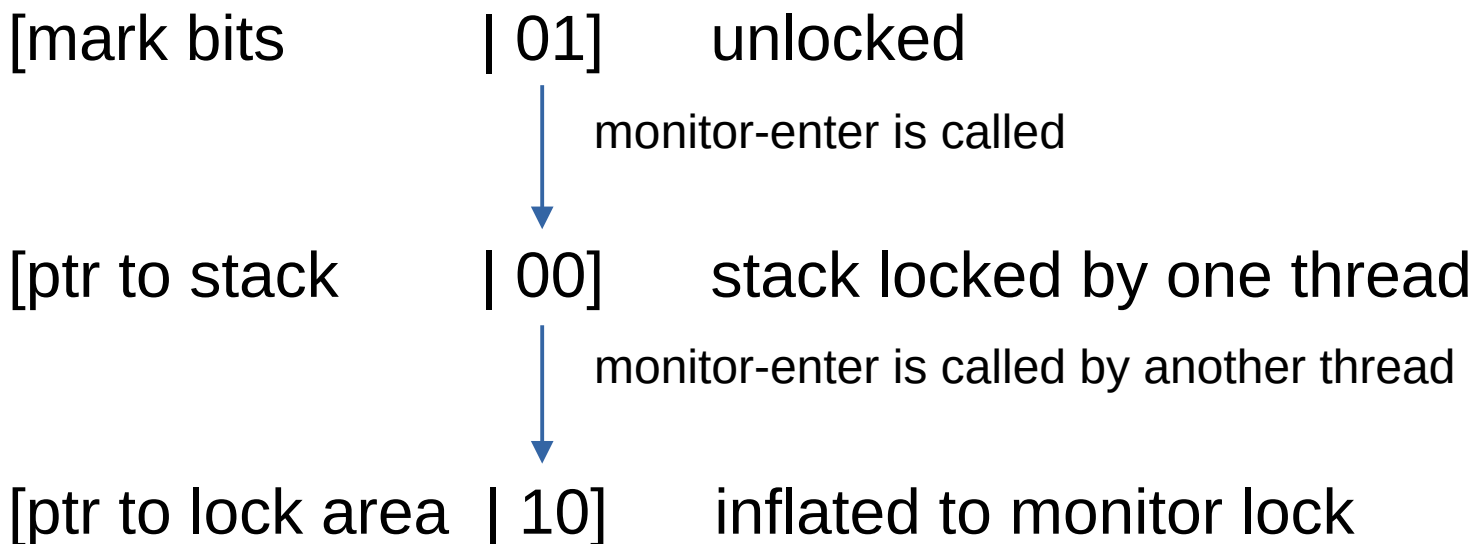 [mark bits | 01] unlocked
monitor-enter is called
[ptr to stack | 00] stack locked by one thread
monitor-enter is called by another thread
[ptr to lock area | 10] inflated to monitor lock